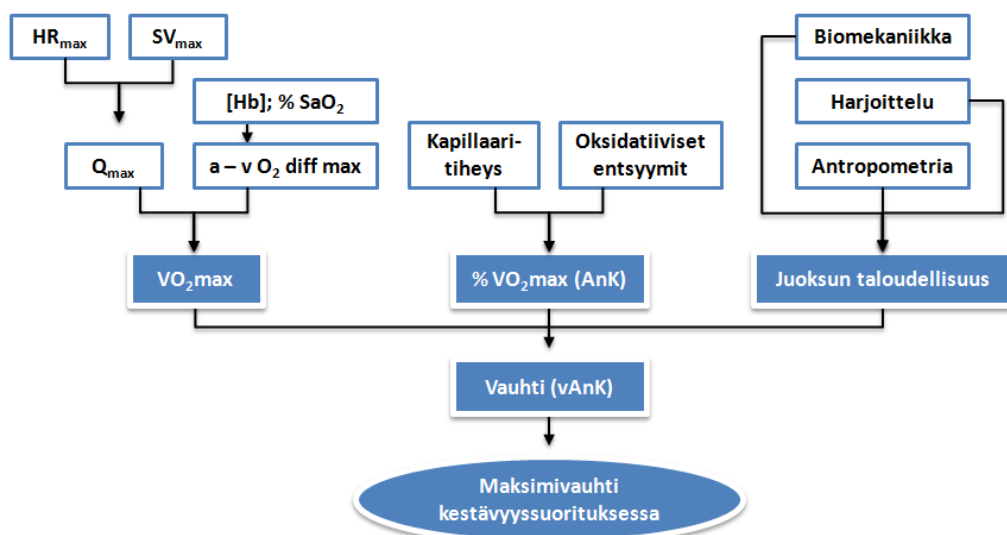 HRmax
SVmax
[Hb]; % SaO2
Qmax
a – v O2 diff max
Kapillaari-
tiheys
Oksidatiiviset
entsyymit
Biomekaniikka
Harjoittelu
Antropometria
VO2max
% VO2max (AnK)
Juoksun taloudellisuus
Vauhti (vAnK)
Maksimivauhti
kestävyyssuorituksessa